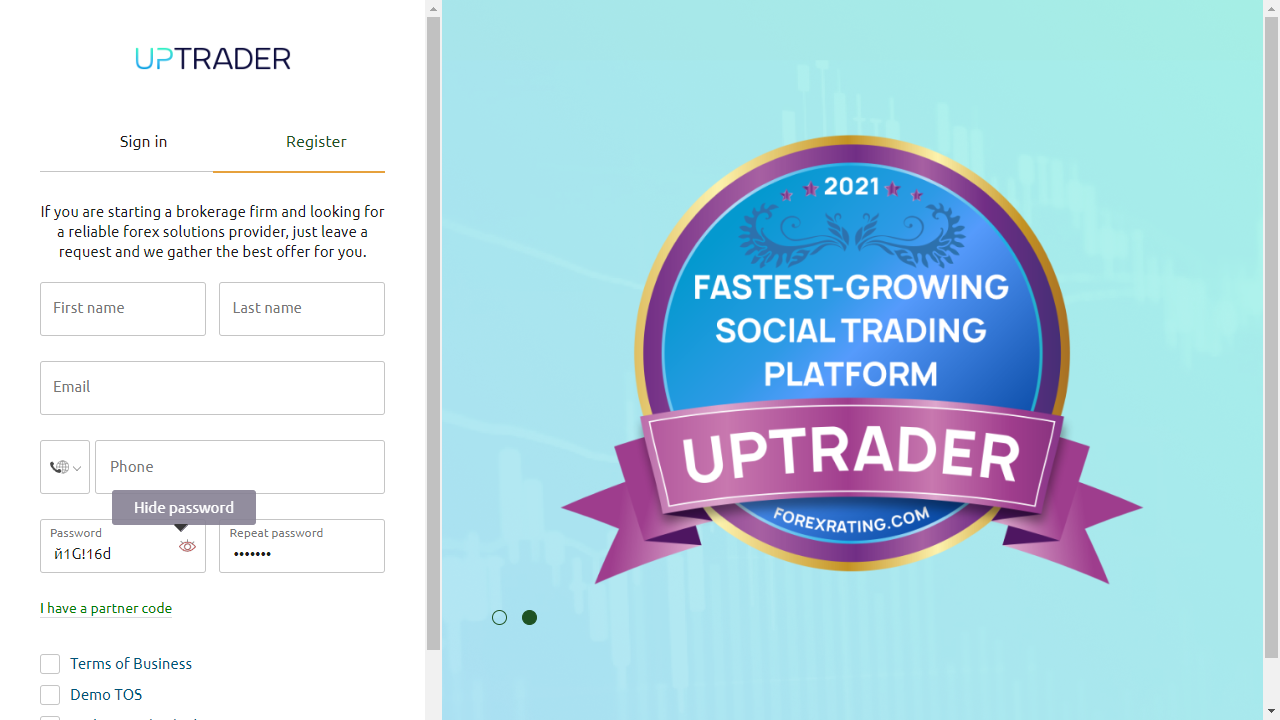 UPTRADER
Sign in
Register
If you are starting a brokerage firm and looking for
a reliable forex solutions provider, just leave a
request and we gather the best offer for you.
First name
Last name
Email
Phone
Hide password
Password
й1G!16d
Repeat password
•••••••
I have a partner code
Terms of Business
Demo TOS
2021
FASTEST-GROWING
SOCIAL TRADING
PLATFORM
UPTRADER
FOREXRATING.COM